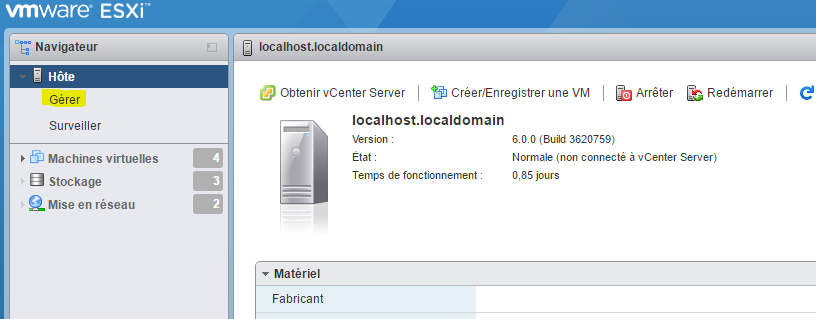 vmware® ESXi™
Navigateur
localhost.localdomain
Hôte
Gérer
Surveiller
Machines virtuelles 4
Stockage 3
Mise en réseau 2
Obtenir vCenter Server
Créer/Enregistrer une VM
Arrêter
Redémarrer
localhost.localdomain
Version : 6.0.0 (Build 3620759)
État : Normale (non connecté à vCenter Server)
Temps de fonctionnement : 0,85 jours
Matériel
Fabricant